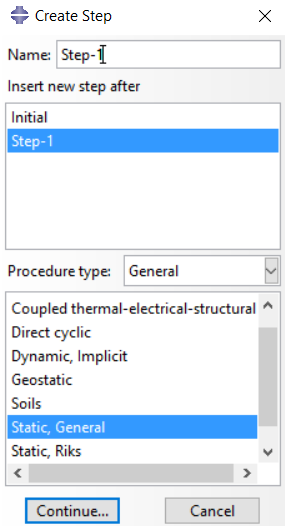 Create Step
Name: Step-1
Insert new step after
Initial
Step-1
Procedure type: General
Coupled thermal-electrical-structural
Direct cyclic
Dynamic, Implicit
Geostatic
Soils
Static, General
Static, Riks
Continue... Cancel